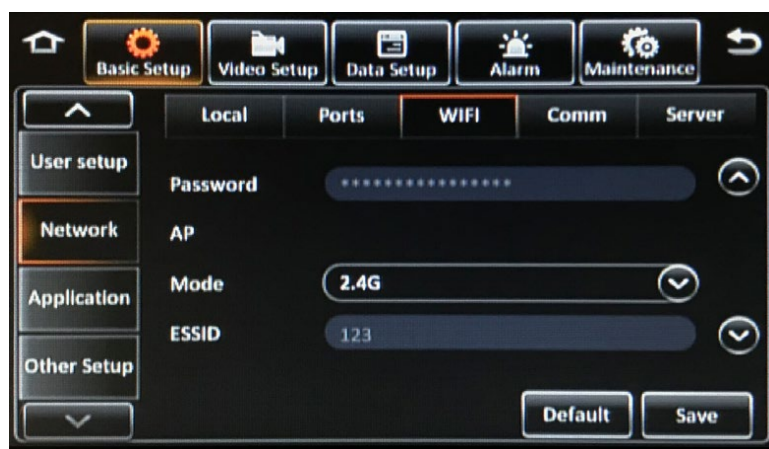 Basic Setup
Video Setup
Data Setup
Alarm
Maintenance
Local
Ports
WIFI
Comm
Server
User setup
Network
Application
Other Setup
Password
****************
AP
Mode
2.4G
ESSID
123
Default
Save